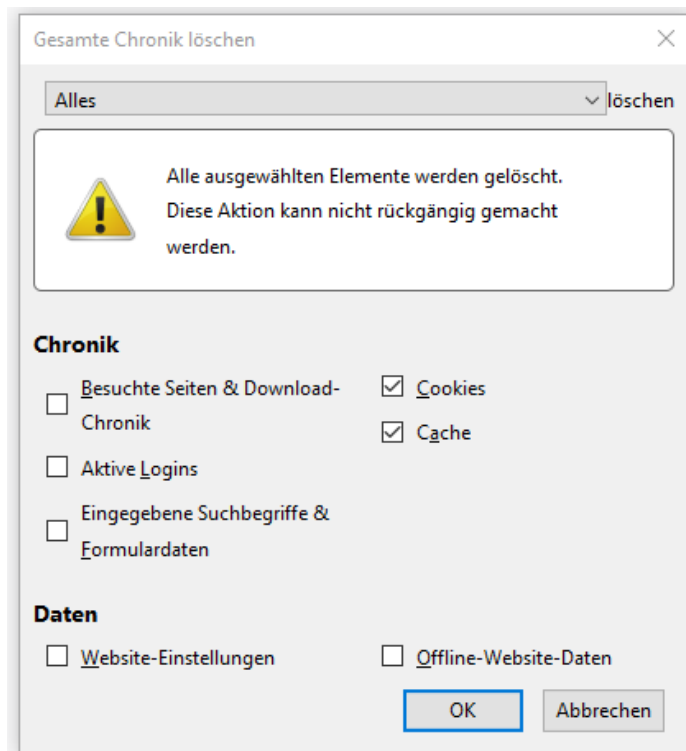 Gesamte Chronik löschen
Alles löschen
Alle ausgewählten Elemente werden gelöscht.
Diese Aktion kann nicht rückgängig gemacht
werden.
Chronik
Besuchte Seiten & Download-
Chronik
Aktive Logins
Eingegebene Suchbegriffe &
Formulardaten
Cookies
Cache
Daten
Website-Einstellungen
Offline-Website-Daten
OK
Abbrechen